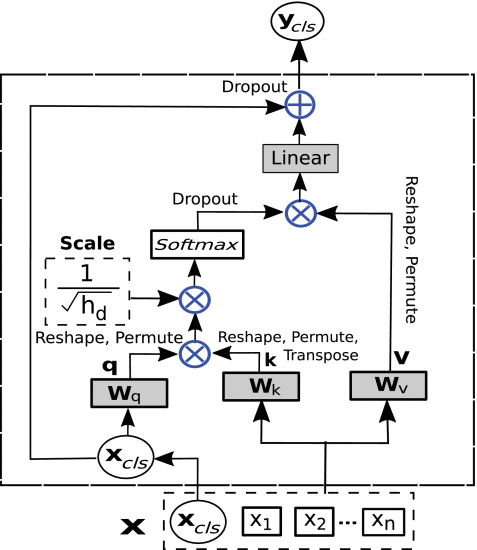 y_cls
Dropout
Linear
Dropout
Reshape, Permute
Softmax
Scale
1
√h_d
Reshape, Permute
Reshape, Permute,
Transpose
q
k
v
W_q
W_k
W_v
x_cls
x
x_cls
x_1
x_2
...
x_n